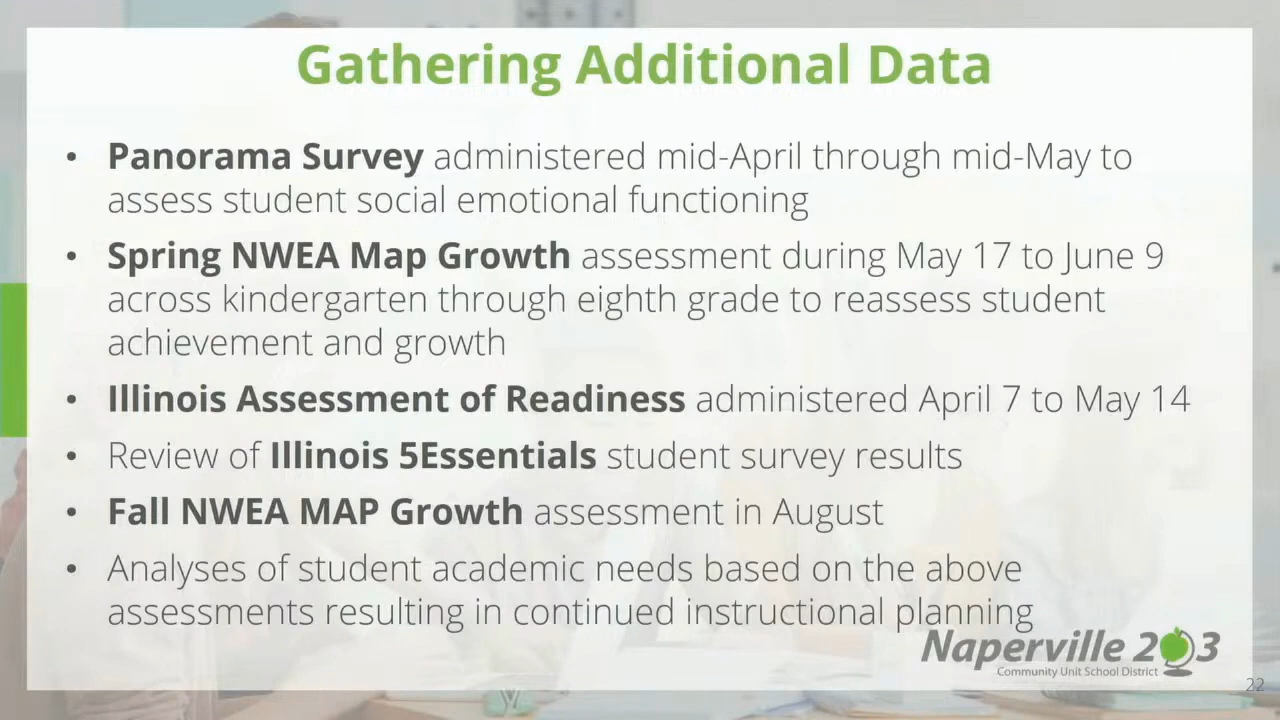 Gathering Additional Data
• Panorama Survey administered mid-April through mid-May to
assess student social emotional functioning
• Spring NWEA Map Growth assessment during May 17 to June 9
across kindergarten through eighth grade to reassess student
achievement and growth
• Illinois Assessment of Readiness administered April 7 to May 14
• Review of Illinois 5Essentials student survey results
• Fall NWEA MAP Growth assessment in August
• Analyses of student academic needs based on the above
assessments resulting in continued instructional planning
Naperville 203
Community Unit School District
22